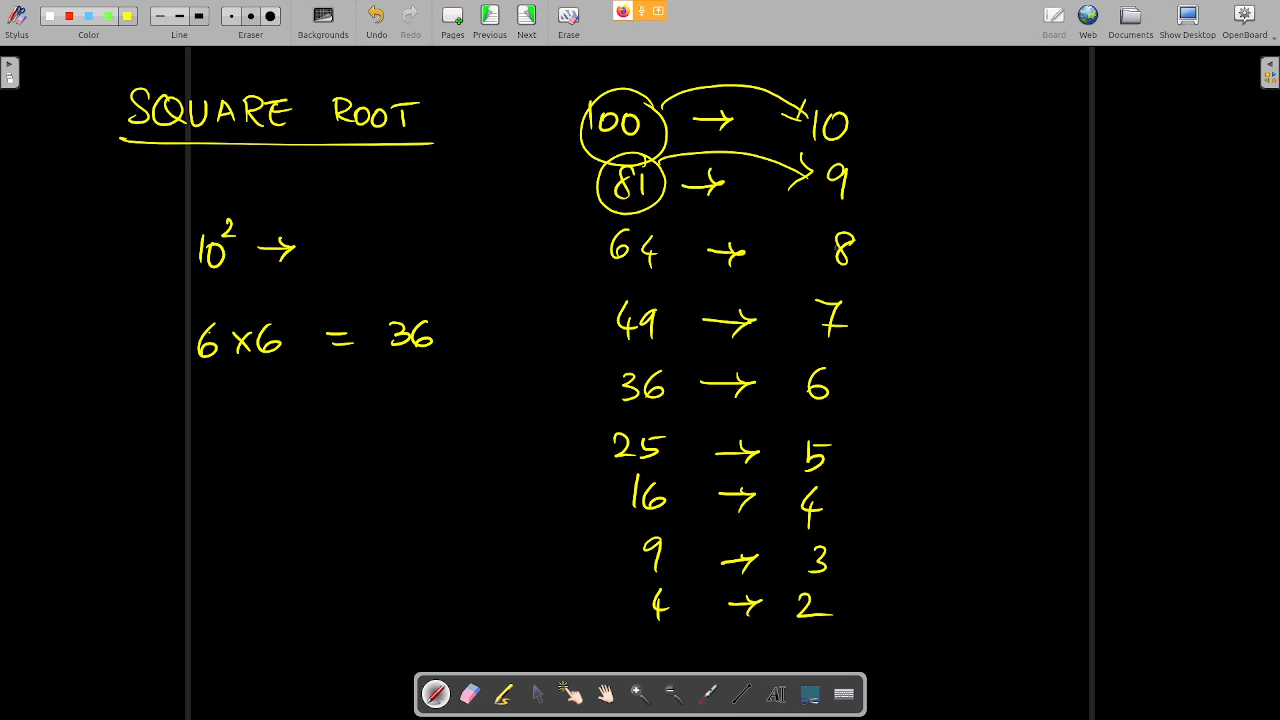 Stylus Color Line Eraser Backgrounds Undo Redo Pages Previous Next Erase Board Web Documents Show Desktop OpenBoard
SQUARE ROOT
10² →
6 × 6 = 36
100 → 10
81 → 9
64 → 8
49 → 7
36 → 6
25 → 5
16 → 4
9 → 3
4 → 2
AI